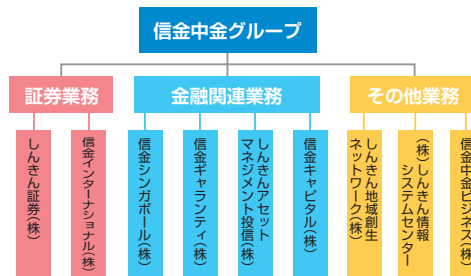 信金中金グループ
証券業務
金融関連業務
その他業務
しんきん証券(株)
信金インターナショナル(株)
信金シンガポール(株)
信金ギャランティ(株)
しんきんアセット
マネジメント投信(株)
信金キャピタル(株)
しんきん地域創生
ネットワーク(株)
(株)しんきん情報
システムセンター
信金中金ビジネス(株)